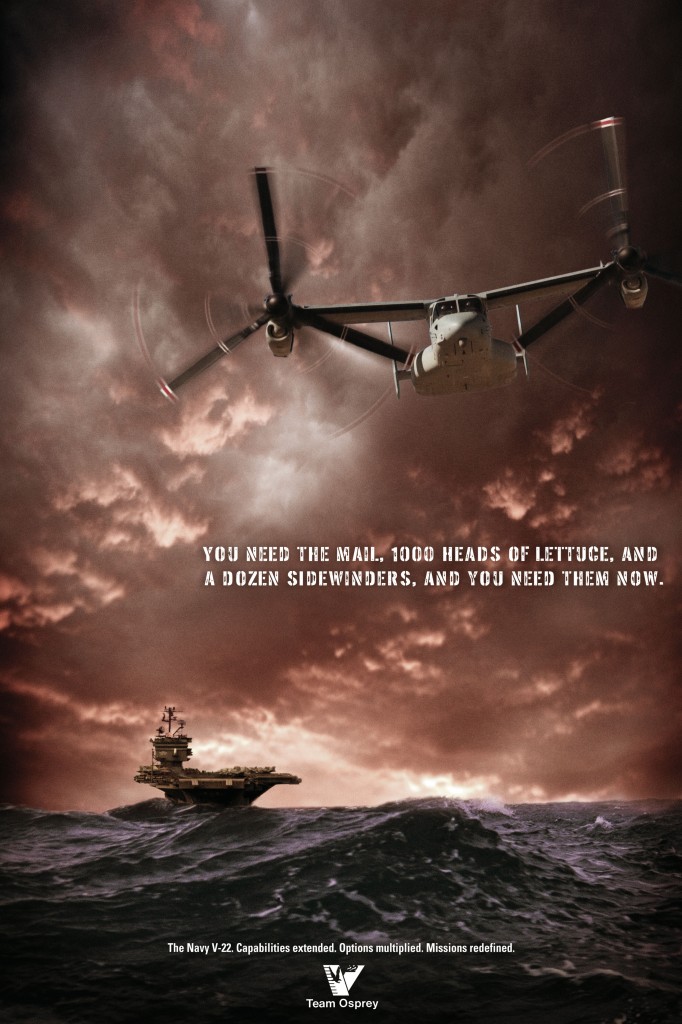 YOU NEED THE MAIL, 1000 HEADS OF LETTUCE, AND
A DOZEN SIDEWINDERS, AND YOU NEED THEM NOW.
The Navy V-22. Capabilities extended. Options multiplied. Missions redefined.
Team Osprey